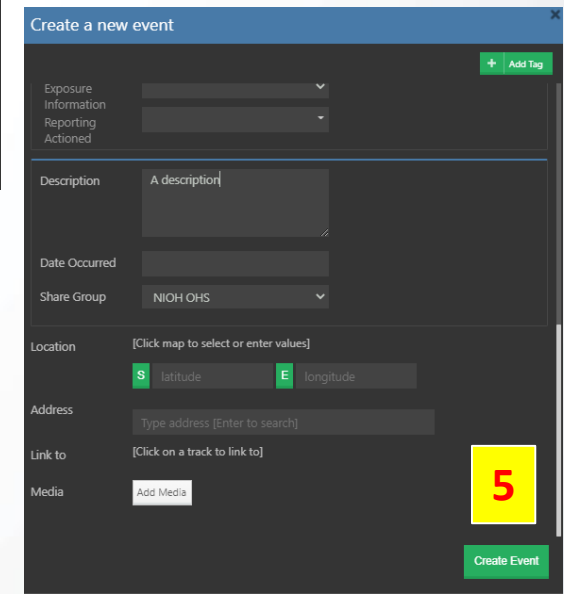 Create a new event
×
+ Add Tag
Exposure
Information
Reporting
Actioned
Description A description
Date Occurred
Share Group NIOH OHS
Location [Click map to select or enter values]
S latitude E longitude
Address Type address [Enter to search]
Link to [Click on a track to link to]
Media Add Media
5
Create Event